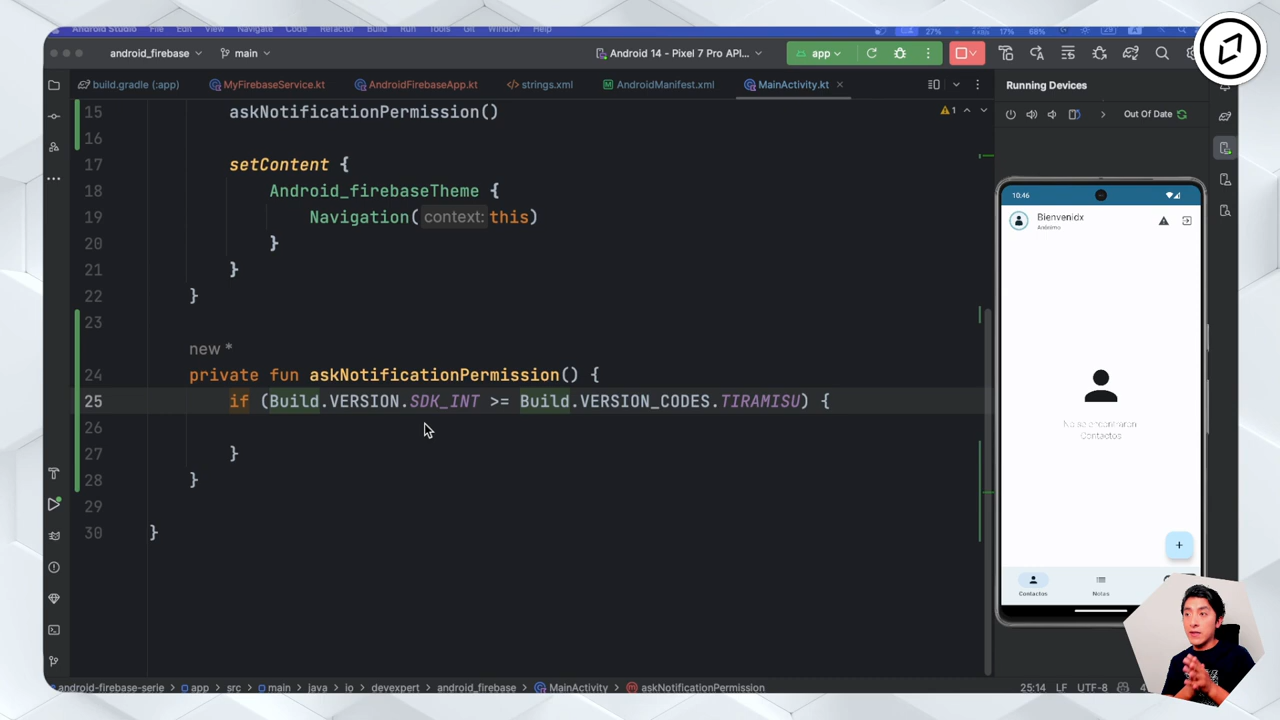 Android Studio File Edit View Navigate Code Refactor Build Run Tools Git Window Help 27% 17% 68%
android_firebase main Android 14 - Pixel 7 Pro API... app
build.gradle (:app) MyFirebaseService.kt AndroidFirebaseApp.kt strings.xml AndroidManifest.xml MainActivity.kt Running Devices
1
Out Of Date
15 askNotificationPermission()
16
17 setContent {
18 Android_firebaseTheme {
19 Navigation( context: this)
20 }
21 }
22 }
23
new *
24 private fun askNotificationPermission() {
25 if (Build.VERSION.SDK_INT >= Build.VERSION_CODES.TIRAMISU) {
26
27 }
28 }
29
30 }
10:46
Bienvenidx
Anónimo
No se encontraron
Contactos
+
Contactos Notas
android-firebase-serie app src main java io devexpert android_firebase MainActivity askNotificationPermission 25:14 LF UTF-8